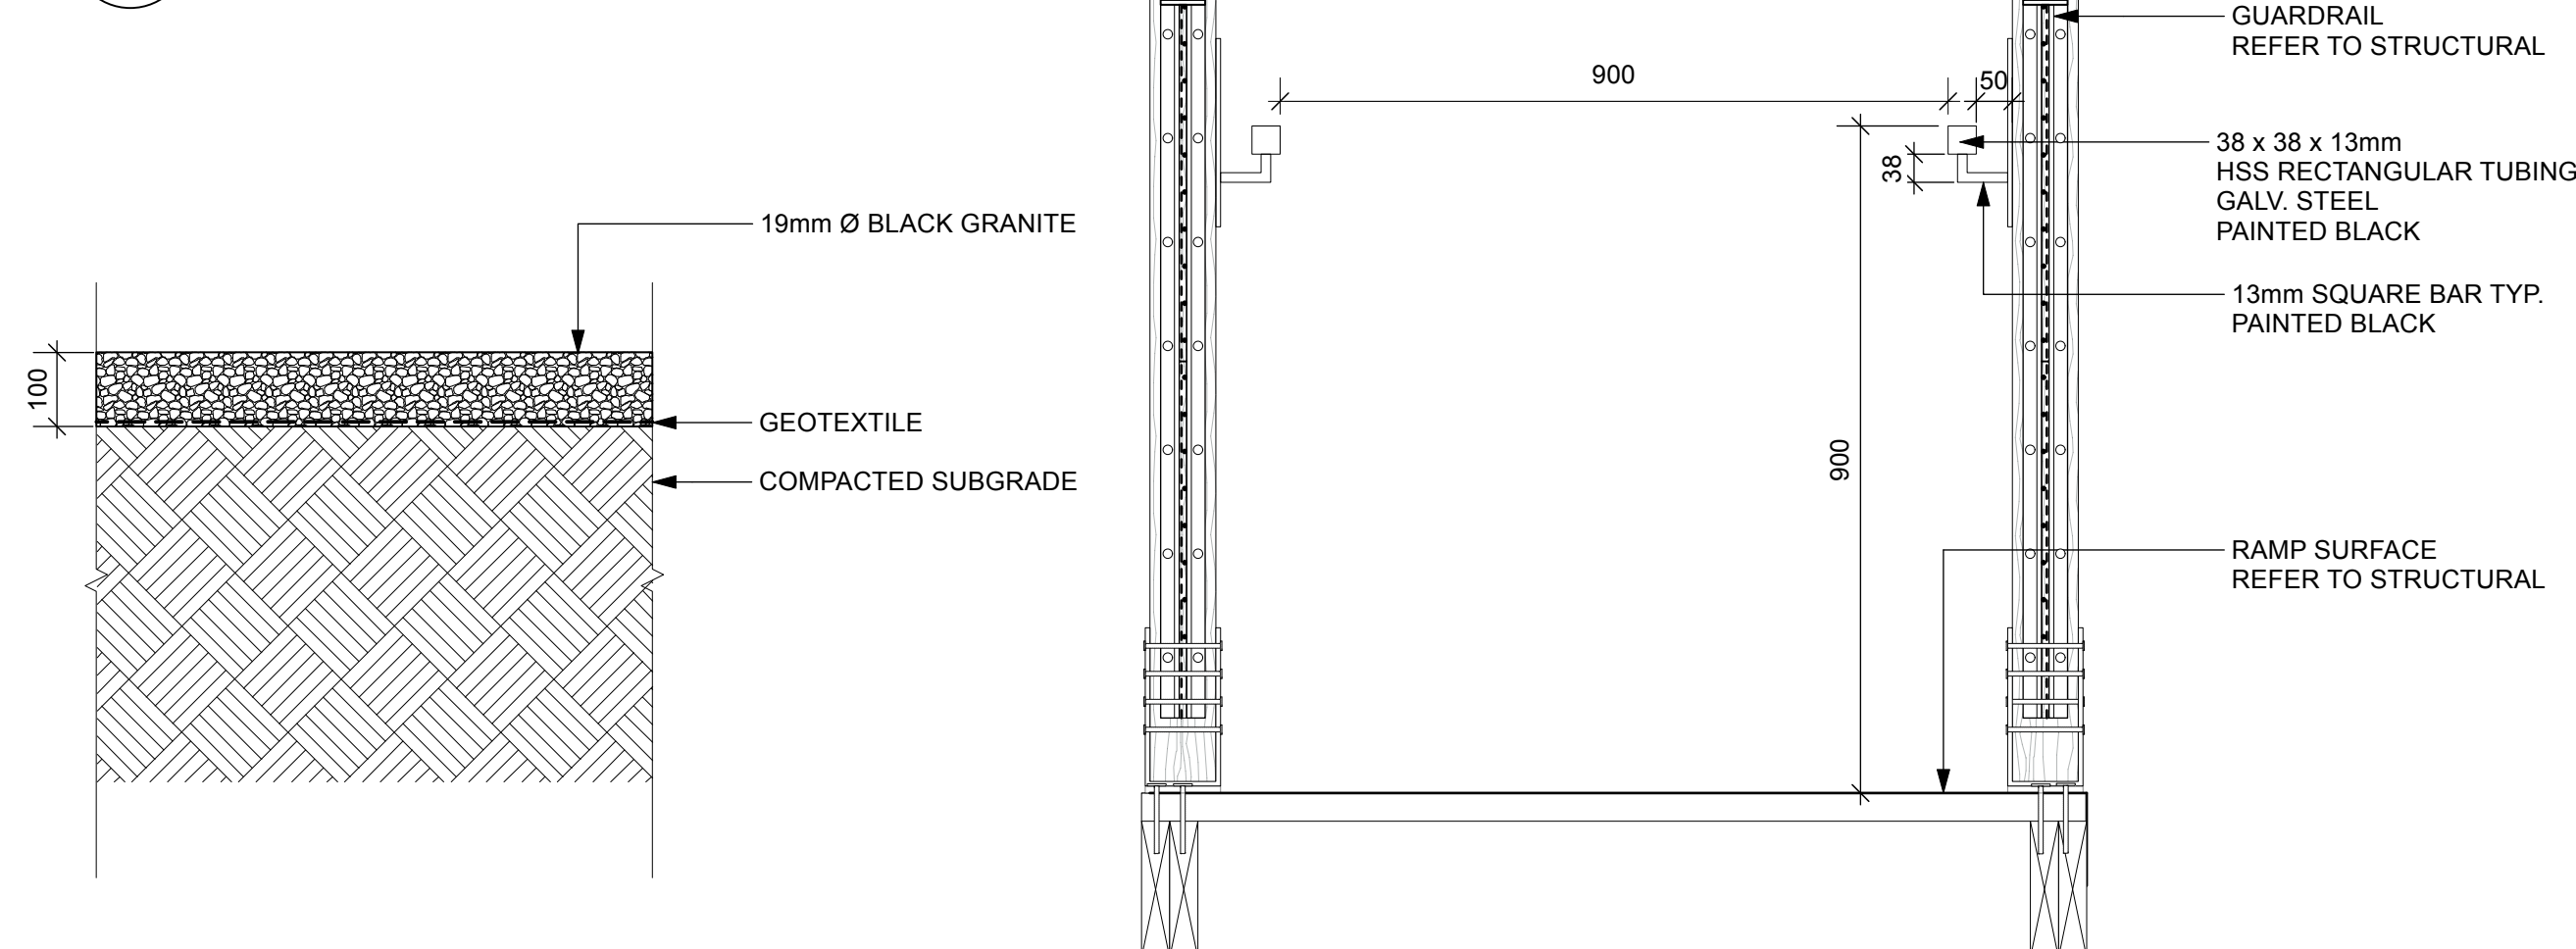 19mm Ø BLACK GRANITE
100
GEOTEXTILE
COMPACTED SUBGRADE
GUARDRAIL
REFER TO STRUCTURAL
900
50
38 x 38 x 13mm
HSS RECTANGULAR TUBING
GALV. STEEL
PAINTED BLACK
38
13mm SQUARE BAR TYP.
PAINTED BLACK
900
RAMP SURFACE
REFER TO STRUCTURAL